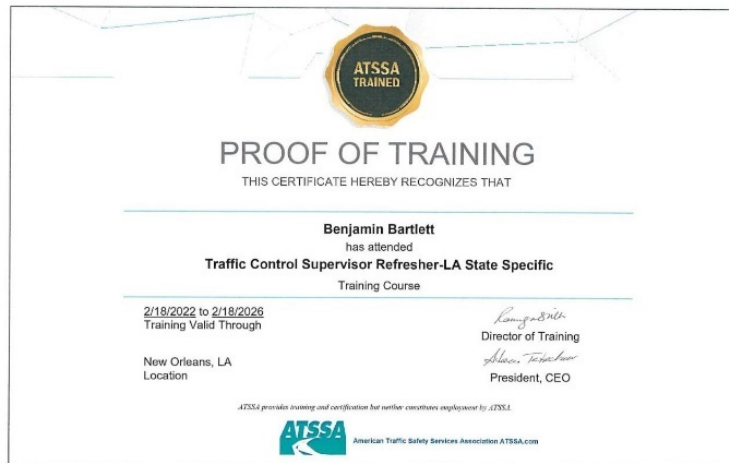 ATSSA
TRAINED
PROOF OF TRAINING
THIS CERTIFICATE HEREBY RECOGNIZES THAT
Benjamin Bartlett
has attended
Traffic Control Supervisor Refresher-LA State Specific
Training Course
2/18/2022 to 2/18/2026
Training Valid Through
Director of Training
New Orleans, LA
Location
President, CEO
ATSSA provides training and certification but neither constitutes employment by ATSSA.
ATSSA
American Traffic Safety Services Association ATSSA.com